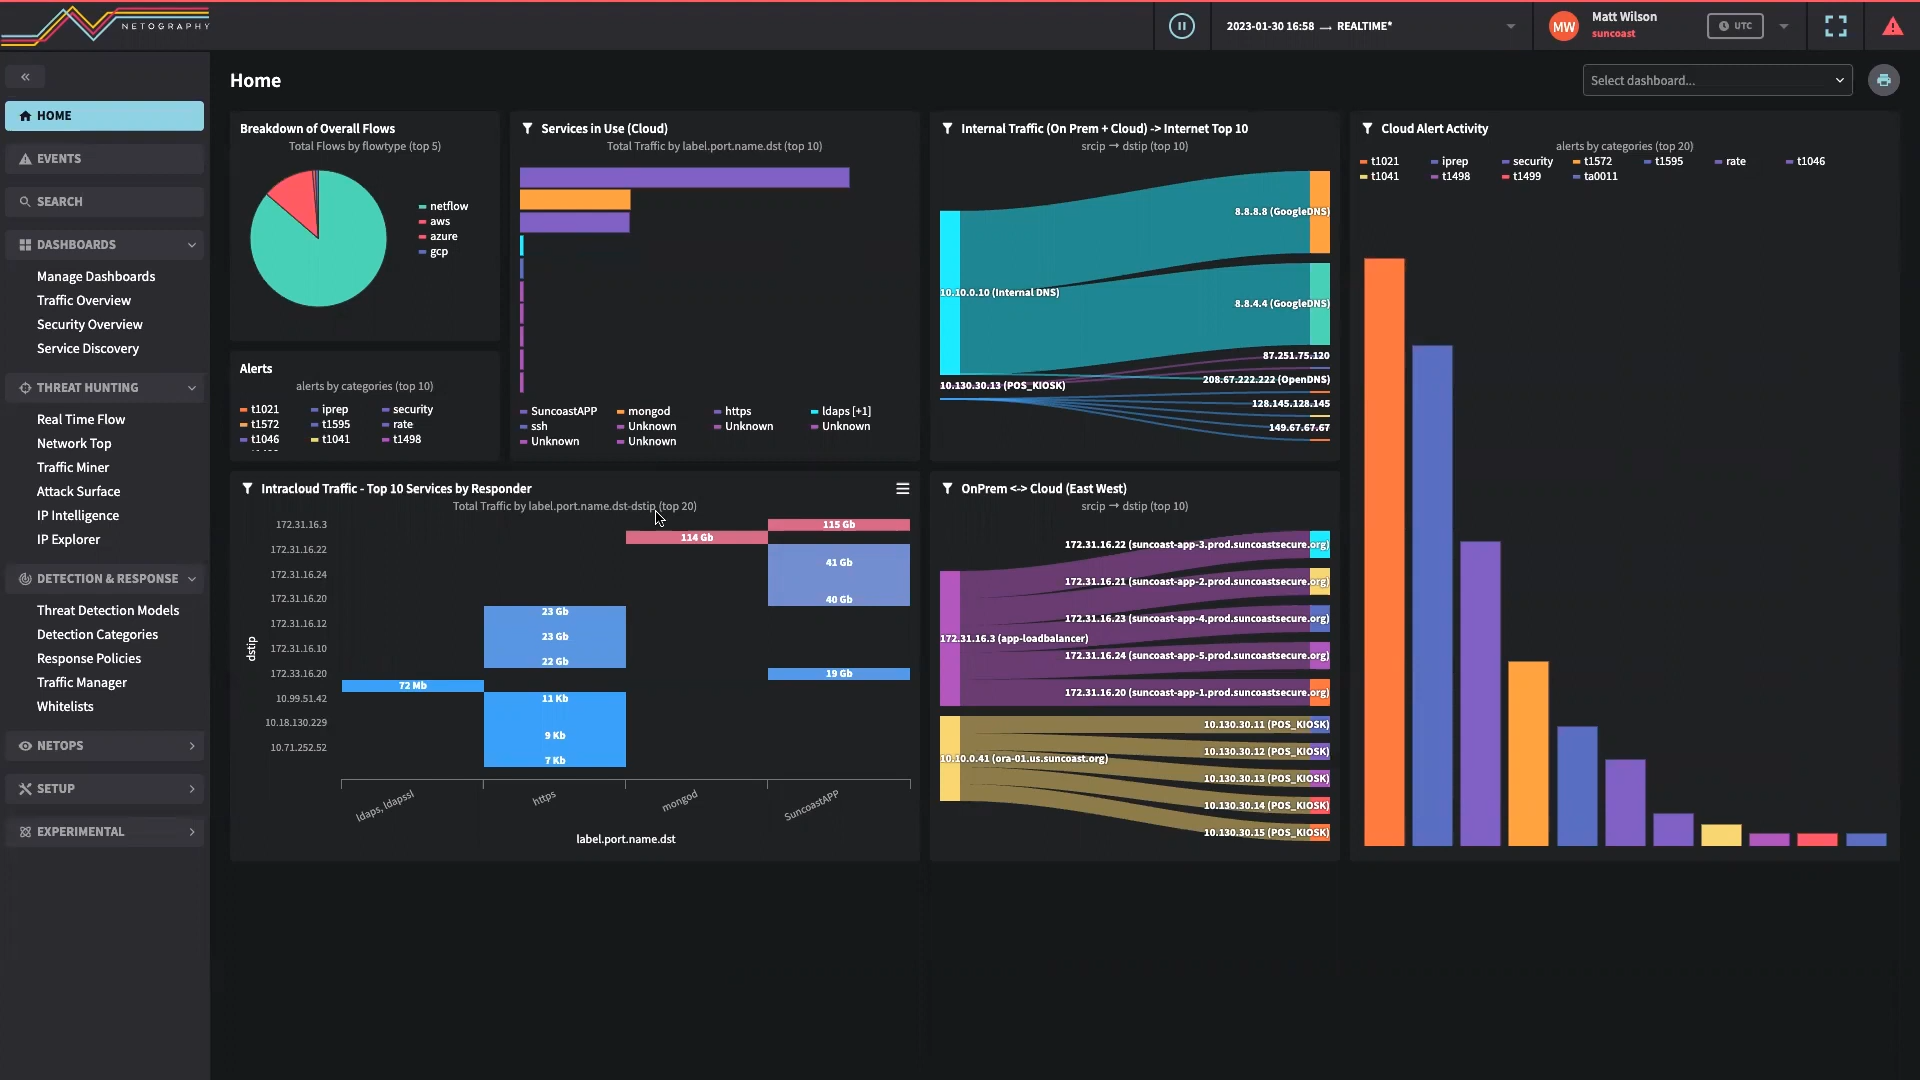 NETOGRAPHY
2023-01-30 16:58 — REALTIME*
MW
Matt Wilson
suncoast
UTC
«
HOME
EVENTS
SEARCH
DASHBOARDS
Manage Dashboards
Traffic Overview
Security Overview
Service Discovery
THREAT HUNTING
Real Time Flow
Network Top
Traffic Miner
Attack Surface
IP Intelligence
IP Explorer
DETECTION & RESPONSE
Threat Detection Models
Detection Categories
Response Policies
Traffic Manager
Whitelists
NETOPS
SETUP
EXPERIMENTAL
Home
Select dashboard...
Breakdown of Overall Flows
Total Flows by flowtype (top 5)
netflow
aws
azure
gcp
Alerts
alerts by categories (top 10)
t1021 iprep security
t1572 t1595 rate
t1046 t1041 t1498
Services in Use (Cloud)
Total Traffic by label.port.name.dst (top 10)
SuncoastAPP mongod https ldaps [+1]
ssh Unknown Unknown Unknown
Unknown Unknown
Internal Traffic (On Prem + Cloud) -> Internet Top 10
srcip → dstip (top 10)
8.8.8.8 (GoogleDNS)
10.10.0.10 (Internal DNS)
8.8.4.4 (GoogleDNS)
87.251.75.120
208.67.222.222 (OpenDNS)
10.130.30.13 (POS_KIOSK)
128.145.128.145
149.67.67.67
Cloud Alert Activity
alerts by categories (top 20)
t1021 iprep security t1572 t1595 rate t1046
t1041 t1498 t1499 ta0011
Intracloud Traffic - Top 10 Services by Responder
Total Traffic by label.port.name.dst-dstip (top 20)
dstip
172.31.16.3
172.31.16.22
172.31.16.24
172.31.16.20
172.31.16.12
172.31.16.10
172.33.16.20
10.99.51.42
10.18.130.229
10.71.252.52
115 Gb
114 Gb
41 Gb
40 Gb
23 Gb
23 Gb
22 Gb
19 Gb
72 Mb
11 Kb
9 Kb
7 Kb
ldaps, ldapssl https mongod SuncoastAPP
label.port.name.dst
OnPrem <-> Cloud (East West)
srcip → dstip (top 10)
172.31.16.22 (suncoast-app-3.prod.suncoastsecure.org)
172.31.16.21 (suncoast-app-2.prod.suncoastsecure.org)
172.31.16.23 (suncoast-app-4.prod.suncoastsecure.org)
172.31.16.3 (app-loadbalancer)
172.31.16.24 (suncoast-app-5.prod.suncoastsecure.org)
172.31.16.20 (suncoast-app-1.prod.suncoastsecure.org)
10.130.30.11 (POS_KIOSK)
10.130.30.12 (POS_KIOSK)
10.10.0.41 (ora-01.us.suncoast.org)
10.130.30.13 (POS_KIOSK)
10.130.30.14 (POS_KIOSK)
10.130.30.15 (POS_KIOSK)